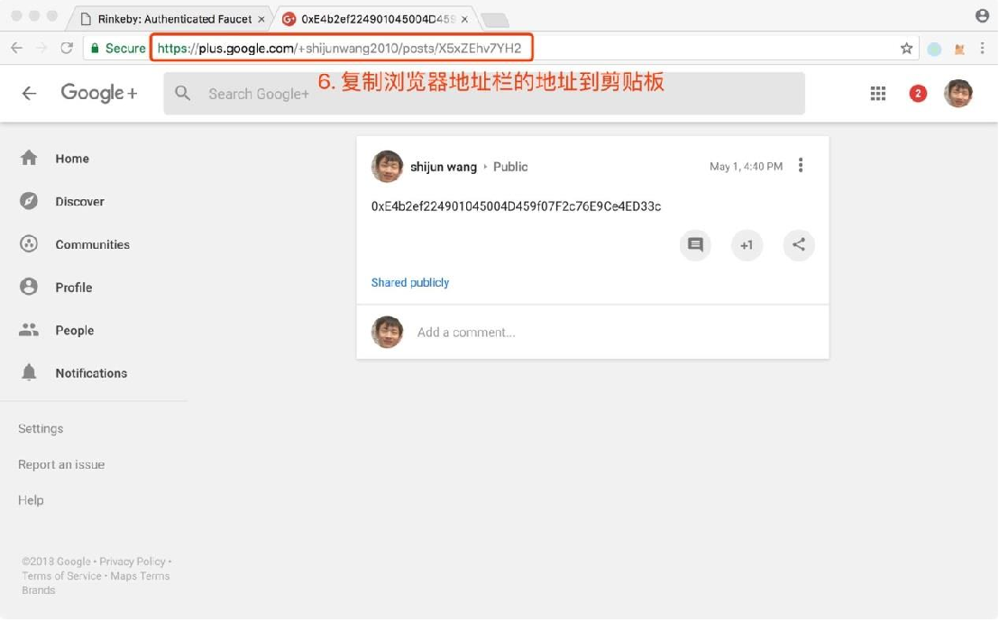 Rinkeby: Authenticated Faucet
0xE4b2ef224901045004D459
Secure https://plus.google.com/+shijunwang2010/posts/X5xZEhv7YH2
6. 复制浏览器地址栏的地址到剪贴板
Google+
Search Google+
2
Home
Discover
Communities
Profile
People
Notifications
Settings
Report an issue
Help
©2018 Google • Privacy Policy •
Terms of Service • Maps Terms
Brands
shijun wang Public
May 1, 4:40 PM
0xE4b2ef224901045004D459f07F2c76E9Ce4ED33c
+1
Shared publicly
Add a comment...